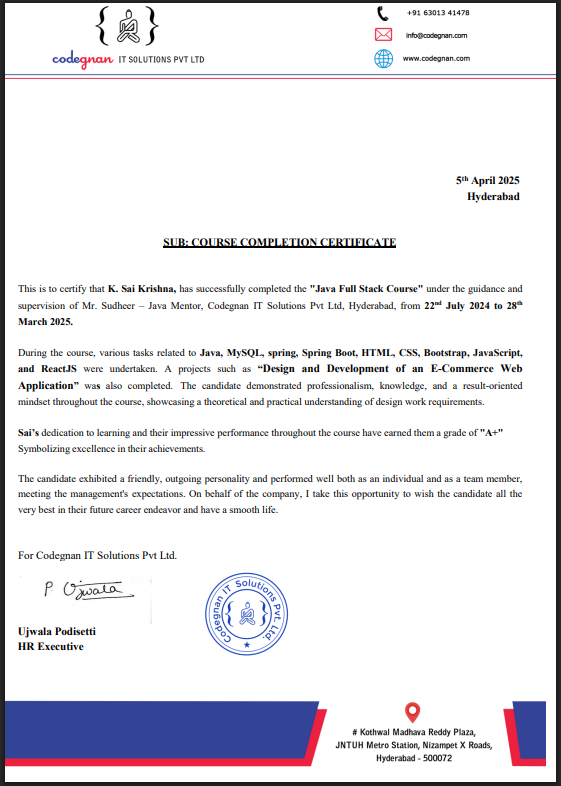 +91 63013 41478
info@codegnan.com
codegnan IT SOLUTIONS PVT LTD
www.codegnan.com
5th April 2025
Hyderabad
SUB: COURSE COMPLETION CERTIFICATE
This is to certify that K. Sai Krishna, has successfully completed the "Java Full Stack Course" under the guidance and
supervision of Mr. Sudheer – Java Mentor, Codegnan IT Solutions Pvt Ltd, Hyderabad, from 22nd July 2024 to 28th
March 2025.
During the course, various tasks related to Java, MySQL, spring, Spring Boot, HTML, CSS, Bootstrap, JavaScript,
and ReactJS were undertaken. A projects such as “Design and Development of an E-Commerce Web
Application” was also completed. The candidate demonstrated professionalism, knowledge, and a result-oriented
mindset throughout the course, showcasing a theoretical and practical understanding of design work requirements.
Sai’s dedication to learning and their impressive performance throughout the course have earned them a grade of "A+"
Symbolizing excellence in their achievements.
The candidate exhibited a friendly, outgoing personality and performed well both as an individual and as a team member,
meeting the management's expectations. On behalf of the company, I take this opportunity to wish the candidate all the
very best in their future career endeavor and have a smooth life.
For Codegnan IT Solutions Pvt Ltd.
P. Ujwala
Codegnan IT Solutions Pvt. Ltd.
Ujwala Podisetti
HR Executive
# Kothwal Madhava Reddy Plaza,
JNTUH Metro Station, Nizampet X Roads,
Hyderabad - 500072